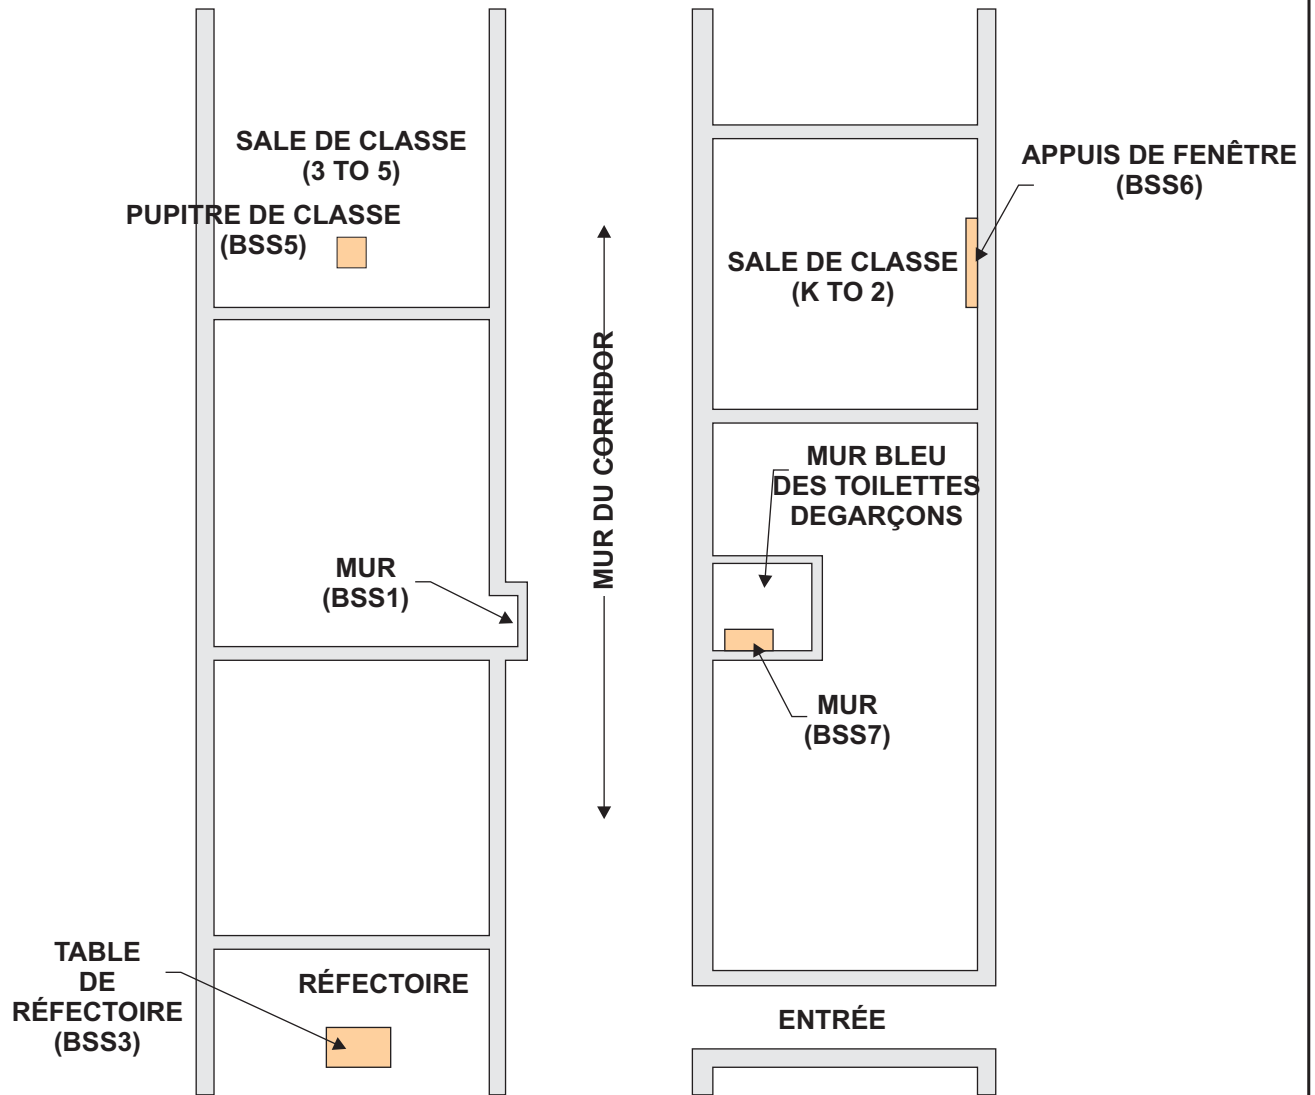 SALE DE CLASSE
(3 TO 5)
PUPITRE DE CLASSE
(BSS5)
APPUIS DE FENÊTRE
(BSS6)
SALE DE CLASSE
(K TO 2)
MUR DU CORRIDOR
MUR BLEU
DES TOILETTES
DEGARÇONS
MUR
(BSS1)
MUR
(BSS7)
TABLE
DE
RÉFECTOIRE
(BSS3)
RÉFECTOIRE
ENTRÉE